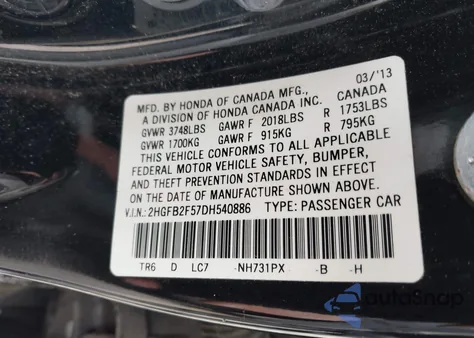 MFD. BY HONDA OF CANADA MFG., 03/'13
A DIVISION OF HONDA CANADA INC. CANADA
GVWR 3748LBS GAWR F 2018LBS R 1753LBS
GVWR 1700KG GAWR F 915KG R 795KG
THIS VEHICLE CONFORMS TO ALL APPLICABLE
FEDERAL MOTOR VEHICLE SAFETY, BUMPER,
AND THEFT PREVENTION STANDARDS IN EFFECT
ON THE DATE OF MANUFACTURE SHOWN ABOVE.
V.I.N.: 2HGFB2F57DH540886 TYPE: PASSENGER CAR
TR6 D LC7 -NH731PX -B -H
autoSnap